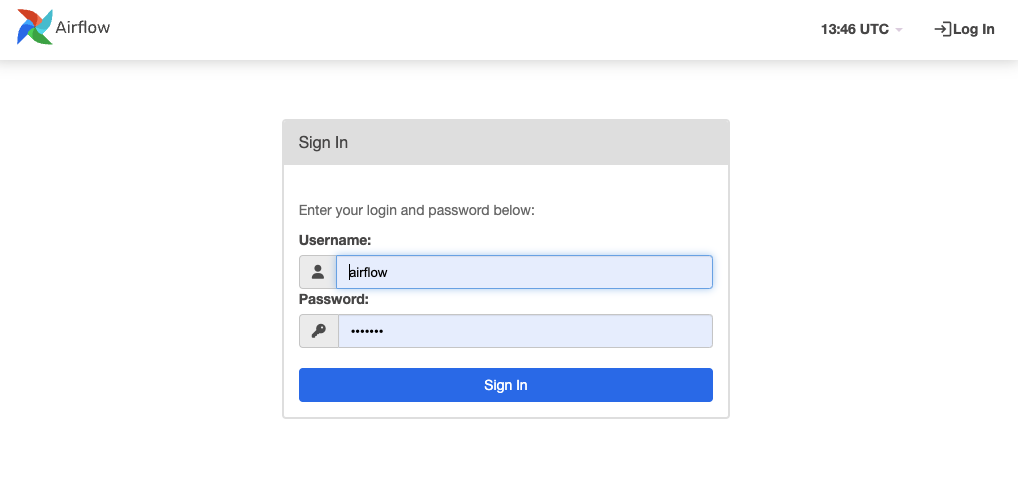 Airflow
13:46 UTC
Log In
Sign In
Enter your login and password below:
Username:
airflow
Password:
•••••••
Sign In